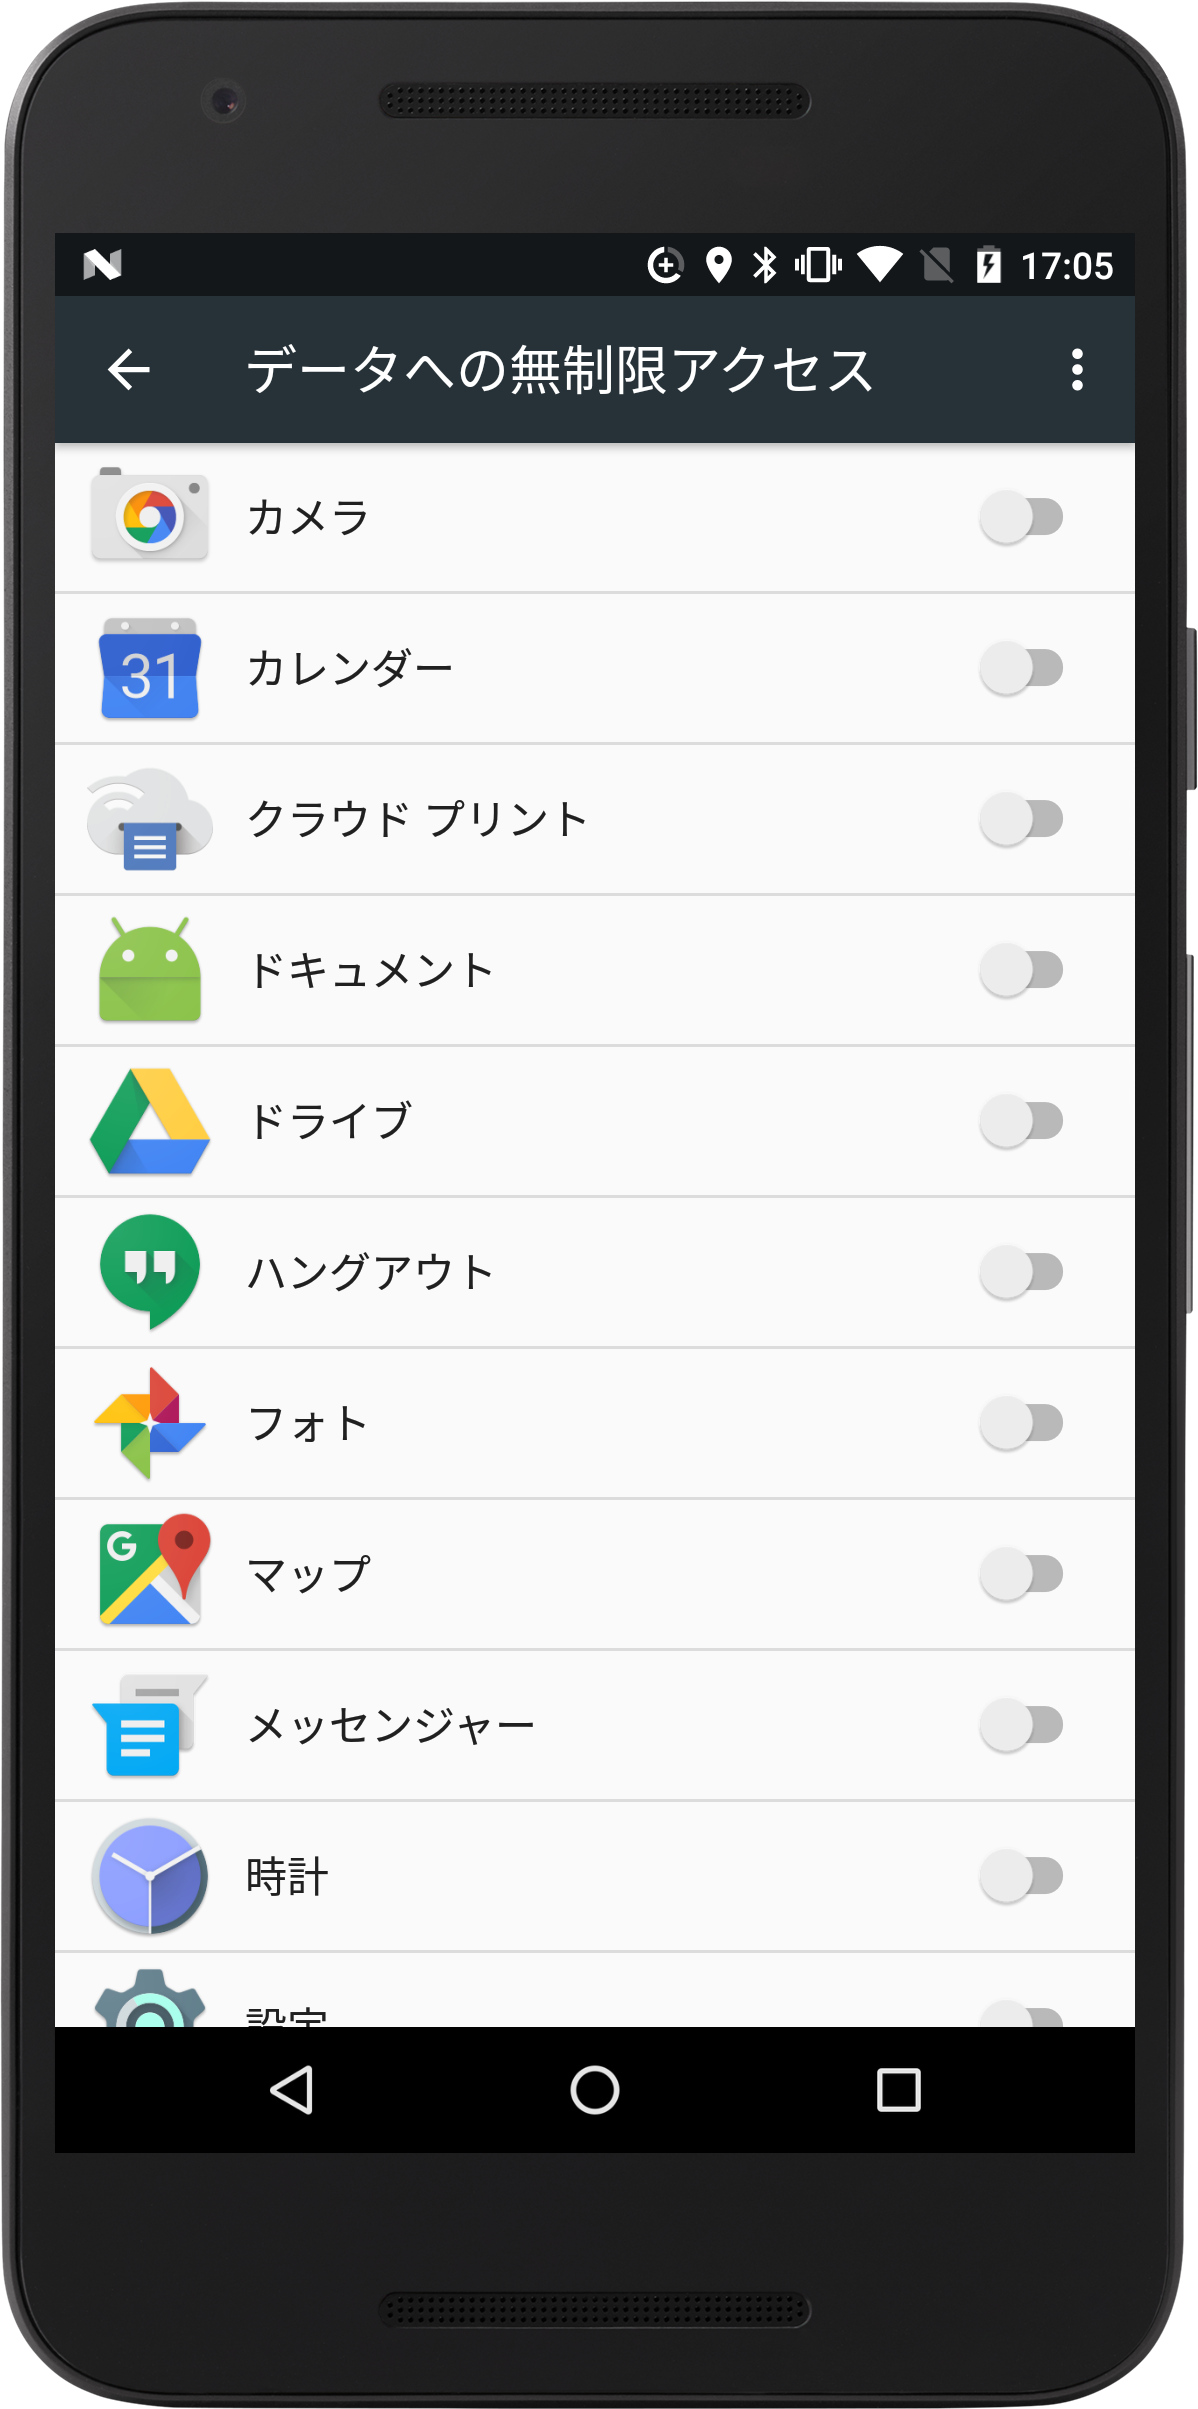 17:05
データへの無制限アクセス
カメラ
31
カレンダー
クラウド プリント
ドキュメント
ドライブ
ハングアウト
フォト
G
マップ
メッセンジャー
時計
設定